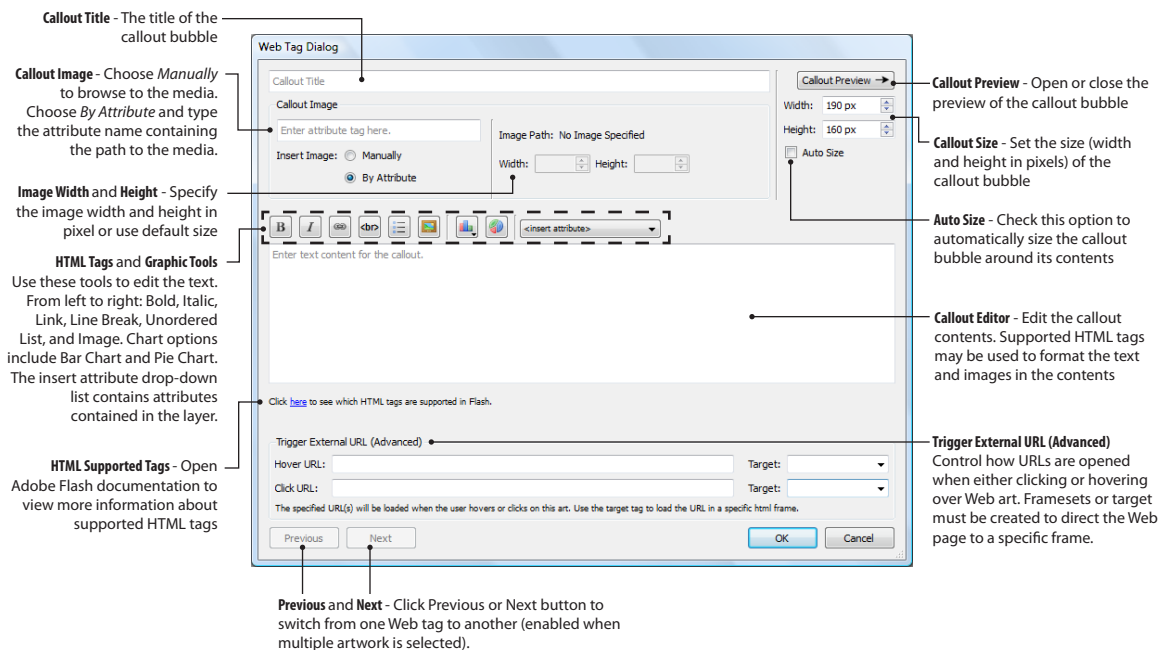 Callout Title - The title of the
callout bubble
Callout Image - Choose Manually
to browse to the media.
Choose By Attribute and type
the attribute name containing
the path to the media.
Image Width and Height - Specify
the image width and height in
pixel or use default size
HTML Tags and Graphic Tools
Use these tools to edit the text.
From left to right: Bold, Italic,
Link, Line Break, Unordered
List, and Image. Chart options
include Bar Chart and Pie Chart.
The insert attribute drop-down
list contains attributes
contained in the layer.
HTML Supported Tags - Open
Adobe Flash documentation to
view more information about
supported HTML tags
Web Tag Dialog
Callout Title
Callout Preview
Callout Image
Width: 190 px
Enter attribute tag here.
Image Path: No Image Specified
Height: 160 px
Insert Image: Manually
Auto Size
Width: Height:
By Attribute
B I <br> <insert attribute>
Enter text content for the callout.
Click here to see which HTML tags are supported in Flash.
Trigger External URL (Advanced)
Hover URL: Target:
Click URL: Target:
The specified URL(s) will be loaded when the user hovers or clicks on this art. Use the target tag to load the URL in a specific html frame.
Previous Next OK Cancel
Callout Preview - Open or close the
preview of the callout bubble
Callout Size - Set the size (width
and height in pixels) of the
callout bubble
Auto Size - Check this option to
automatically size the callout
bubble around its contents
Callout Editor - Edit the callout
contents. Supported HTML tags
may be used to format the text
and images in the contents
Trigger External URL (Advanced)
Control how URLs are opened
when either clicking or hovering
over Web art. Framesets or target
must be created to direct the Web
page to a specific frame.
Previous and Next - Click Previous or Next button to
switch from one Web tag to another (enabled when
multiple artwork is selected).